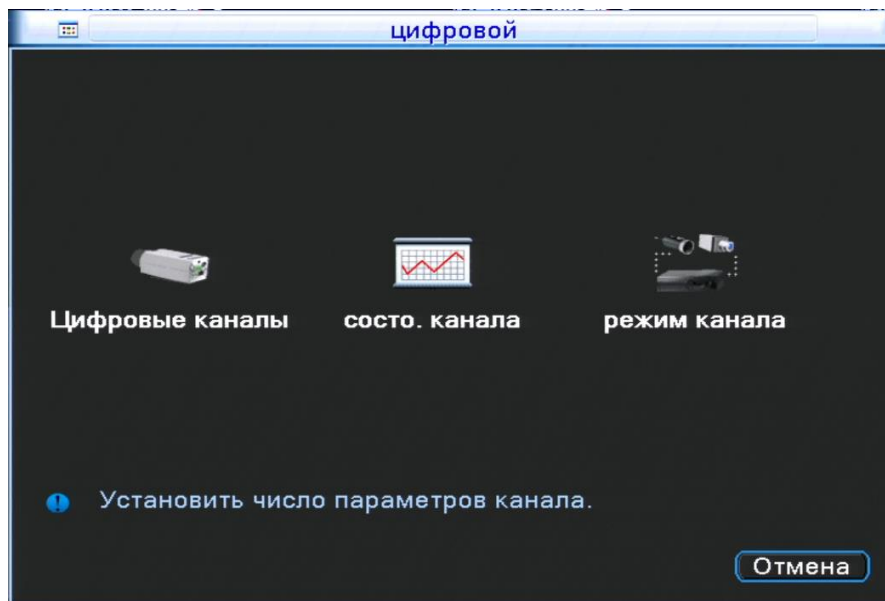 цифровой
Цифровые каналы
состо. канала
режим канала
Установить число параметров канала.
Отмена